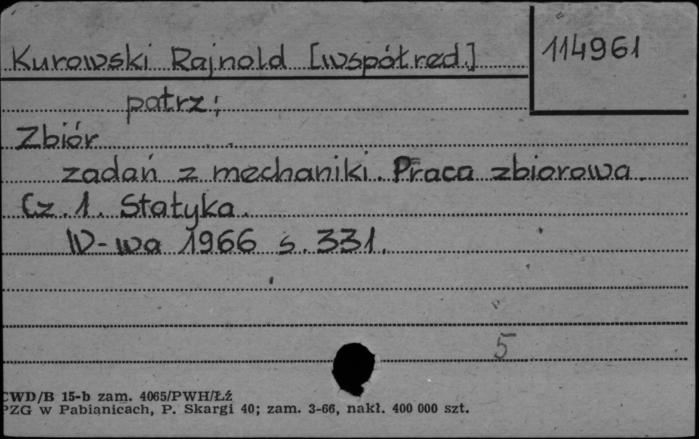 Kurowski Rajnold [współred.]
114961
patrz:
Zbiór
zadań z mechaniki. Praca zbiorowa.
Cz. 1. Statyka.
W-wa 1966 s. 331.
5
CWD/B 15-b zam. 4065/PWH/Łź
PZG w Pabianicach, P. Skargi 40; zam. 3-66, nakł. 400 000 szt.